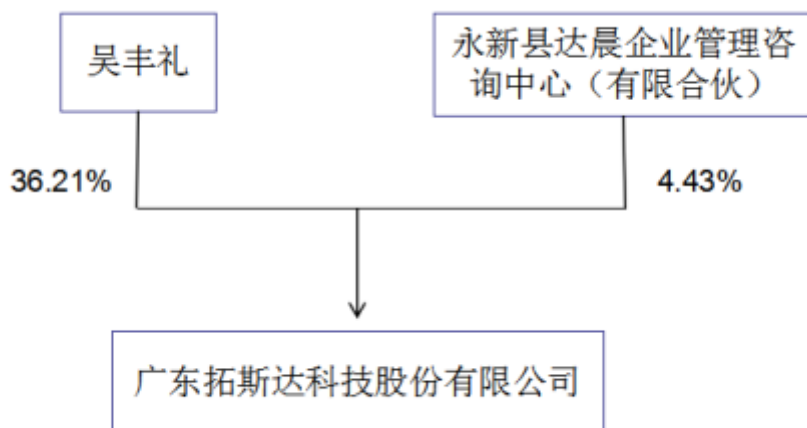 吴丰礼
永新县达晨企业管理咨
询中心（有限合伙）
36.21%
4.43%
广东拓斯达科技股份有限公司